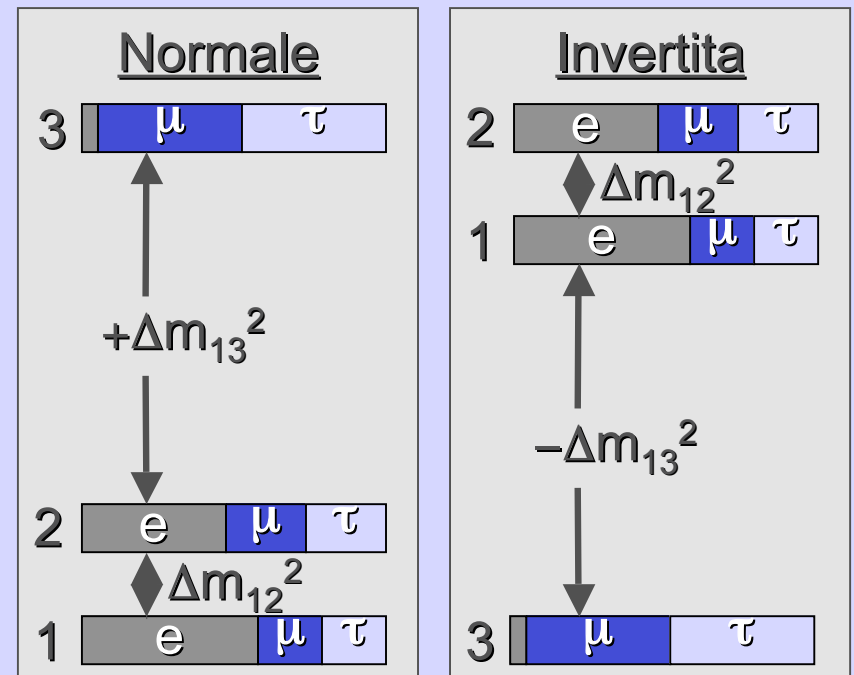 Normale
3 μ τ
+Δm₁₃²
2 e μ τ
Δm₁₂²
1 e μ τ
Invertita
2 e μ τ
Δm₁₂²
1 e μ τ
−Δm₁₃²
3 μ τ